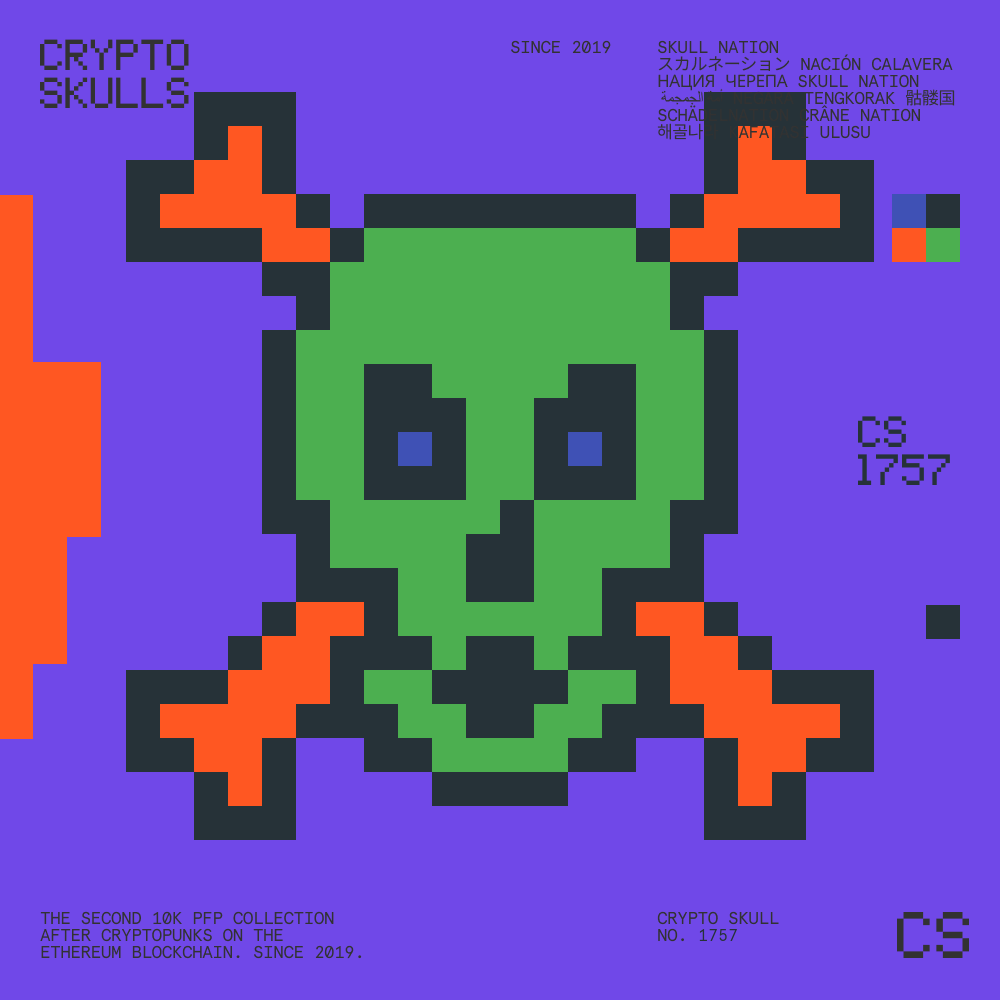 CRYPTO
SKULLS
SINCE 2019
SKULL NATION
スカルネーション NACIÓN CALAVERA
НАЦИЯ ЧЕРЕПА SKULL NATION
TENGKORAK 骷髅国
CRÂNE NATION
해골 KAFA ULUSU
CS
1757
THE SECOND 10K PFP COLLECTION
AFTER CRYPTOPUNKS ON THE
ETHEREUM BLOCKCHAIN. SINCE 2019.
CRYPTO SKULL
NO. 1757
CS